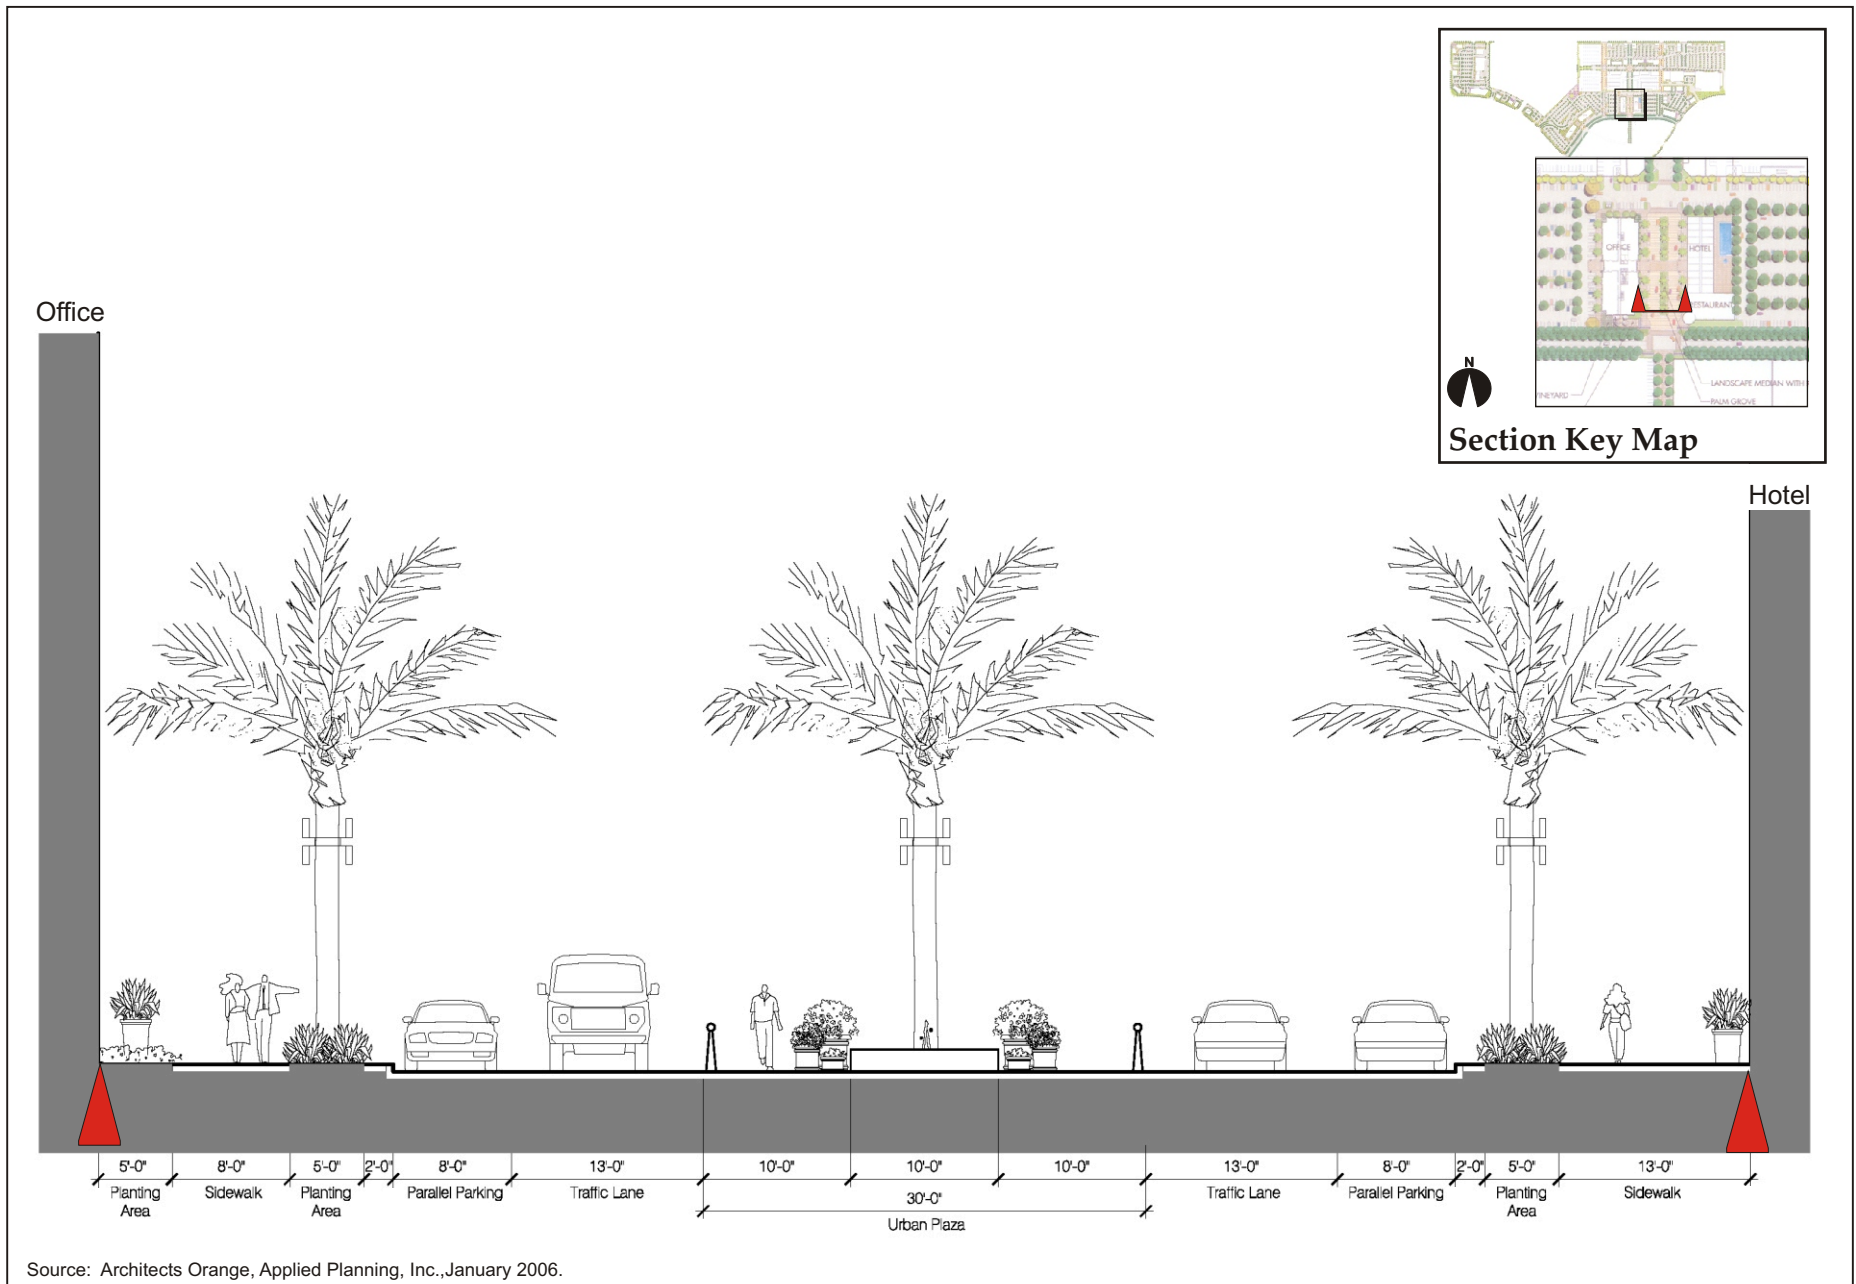 OFFICE
HOTEL
RESTAURANT
LANDSCAPE MEDIAN WITH
PALM GROVE
N
Section Key Map
Office
Hotel
5'-0" 8'-0" 5'-0" 2'-0" 8'-0" 13'-0" 10'-0" 10'-0" 10'-0" 13'-0" 8'-0" 2'-0" 5'-0" 13'-0"
Planting Sidewalk Planting Parallel Parking Traffic Lane Traffic Lane Parallel Parking Planting Sidewalk
Area Area Area
30'-0"
Urban Plaza
Source: Architects Orange, Applied Planning, Inc.,January 2006.